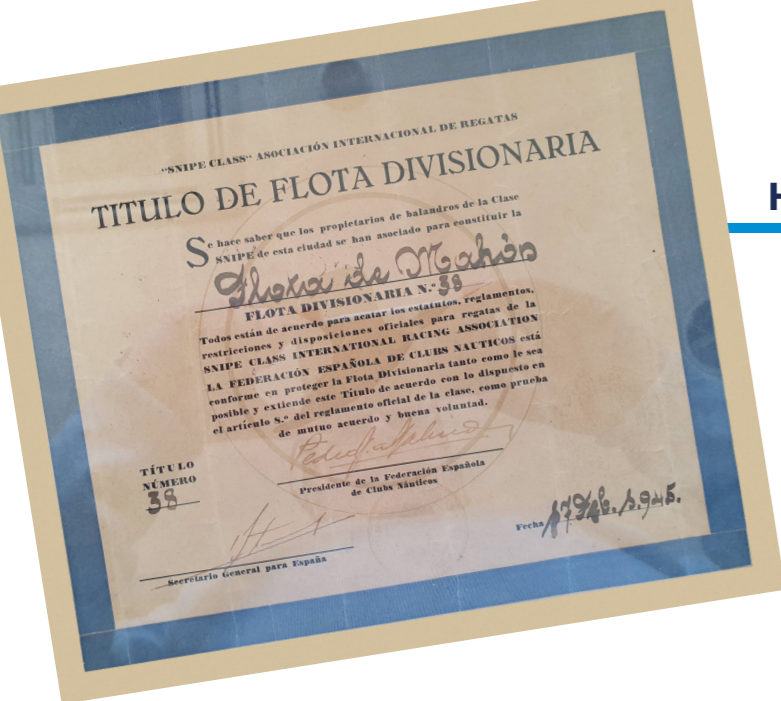 "SNIPE CLASS" ASOCIACIÓN INTERNACIONAL DE REGATAS
TITULO DE FLOTA DIVISIONARIA
Se hace saber que los propietarios de balandros de la Clase
SNIPE de esta ciudad se han asociado para constituir la
Flota de Mahón
FLOTA DIVISIONARIA N.º 38
Todos están de acuerdo para acatar los estatutos, reglamentos,
restricciones y disposiciones oficiales para regatas de la
SNIPE CLASS INTERNATIONAL RACING ASSOCIATION
LA FEDERACIÓN ESPAÑOLA DE CLUBS NAUTICOS está
conforme en proteger la Flota Divisionaria tanto como le sea
posible y extiende este Título de acuerdo con lo dispuesto en
el artículo 8.º del reglamento oficial de la clase, como prueba
de mutuo acuerdo y buena voluntad.
TÍTULO
NÚMERO
38
Presidente de la Federación Española
de Clubs Náuticos
Secretario General para España
Fecha 17 Feb. 1.945.
H